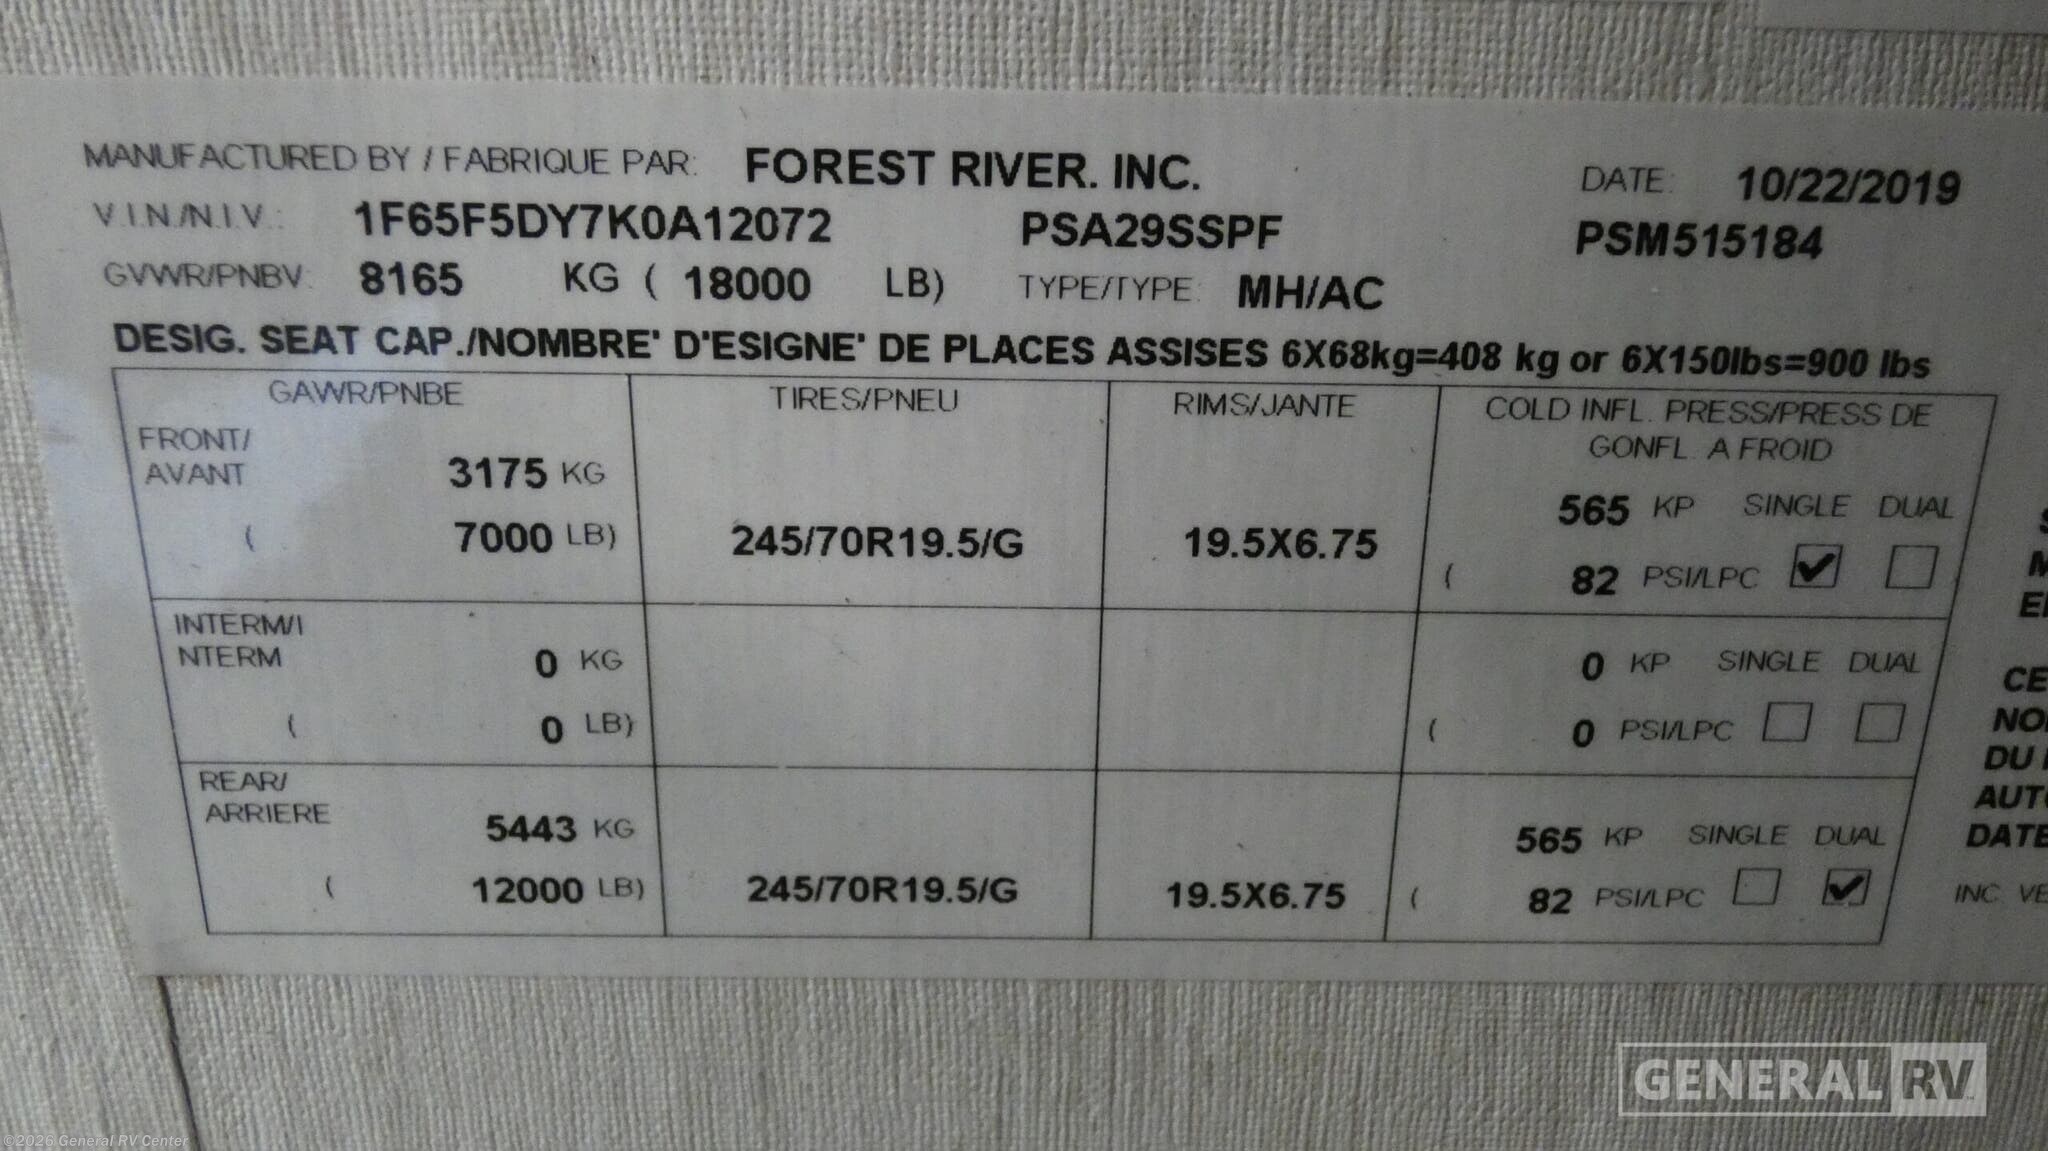 MANUFACTURED BY / FABRIQUE PAR: FOREST RIVER. INC. DATE: 10/22/2019
V.I.N./N.I.V.: 1F65F5DY7K0A12072 PSA29SSPF PSM515184
GVWR/PNBV: 8165 KG ( 18000 LB) TYPE/TYPE: MH/AC
DESIG. SEAT CAP./NOMBRE' D'ESIGNE' DE PLACES ASSISES 6X68kg=408 kg or 6X150lbs=900 lbs
GAWR/PNBE TIRES/PNEU RIMS/JANTE COLD INFL. PRESS/PRESS DE
GONFL. A FROID
FRONT/
AVANT 3175 KG 565 KP SINGLE DUAL
( 7000 LB) 245/70R19.5/G 19.5X6.75 ( 82 PSI/LPC
INTERM/I
NTERM 0 KG 0 KP SINGLE DUAL
( 0 LB) ( 0 PSI/LPC
REAR/
ARRIERE 5443 KG 565 KP SINGLE DUAL
( 12000 LB) 245/70R19.5/G 19.5X6.75 ( 82 PSI/LPC
CE
DU
DATE
INC. VE
GENERAL RV
©2026 General RV Center